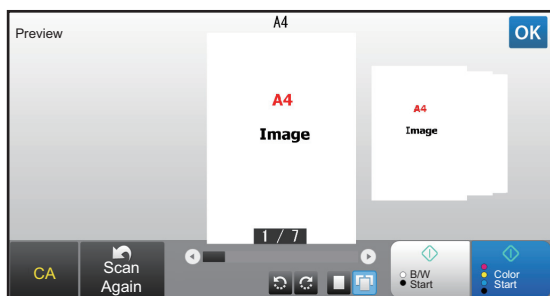 A4
Preview
OK
A4
Image
A4
Image
1 / 7
CA
Scan
Again
B/W
Start
Color
Start